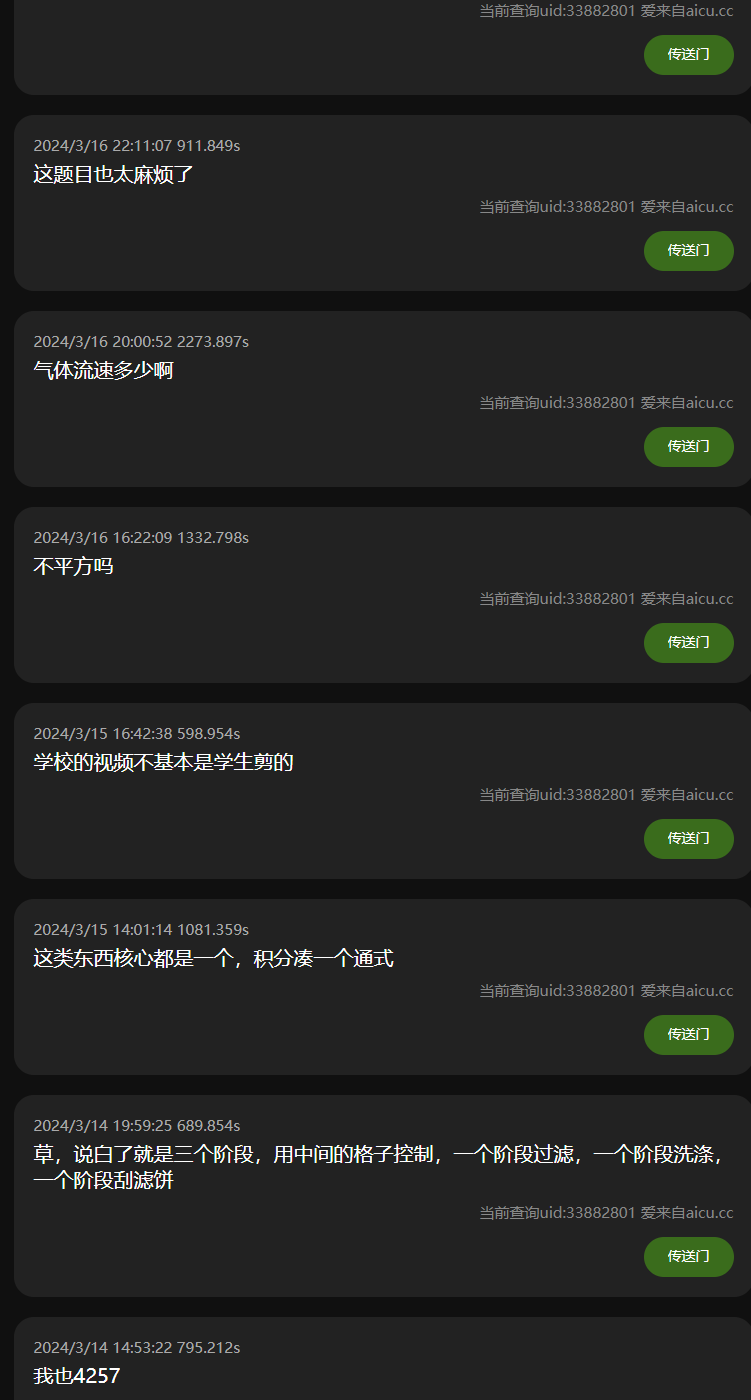 当前查询uid:33882801 爱来自aicu.cc
传送门
2024/3/16 22:11:07 911.849s
这题目也太麻烦了
当前查询uid:33882801 爱来自aicu.cc
传送门
2024/3/16 20:00:52 2273.897s
气体流速多少啊
当前查询uid:33882801 爱来自aicu.cc
传送门
2024/3/16 16:22:09 1332.798s
不平方吗
当前查询uid:33882801 爱来自aicu.cc
传送门
2024/3/15 16:42:38 598.954s
学校的视频不基本是学生剪的
当前查询uid:33882801 爱来自aicu.cc
传送门
2024/3/15 14:01:14 1081.359s
这类东西核心都是一个，积分凑一个通式
当前查询uid:33882801 爱来自aicu.cc
传送门
2024/3/14 19:59:25 689.854s
草，说白了就是三个阶段，用中间的格子控制，一个阶段过滤，一个阶段洗涤，
一个阶段刮滤饼
当前查询uid:33882801 爱来自aicu.cc
传送门
2024/3/14 14:53:22 795.212s
我也4257